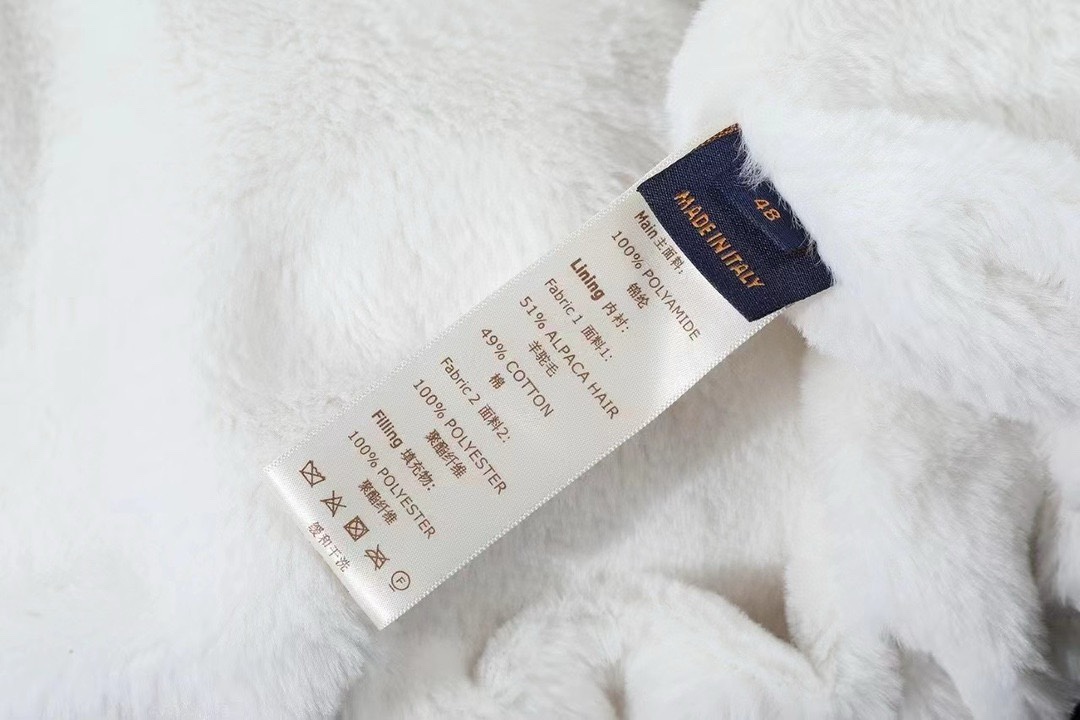 48
MADE IN ITALY
Main 主面料:
100% POLYAMIDE
锦纶
Lining 内衬:
Fabric 1 面料1:
51% ALPACA HAIR
羊驼毛
49% COTTON
棉
Fabric 2 面料2:
100% POLYESTER
聚酯纤维
Filling 填充物:
100% POLYESTER
聚酯纤维
F
缓和干洗